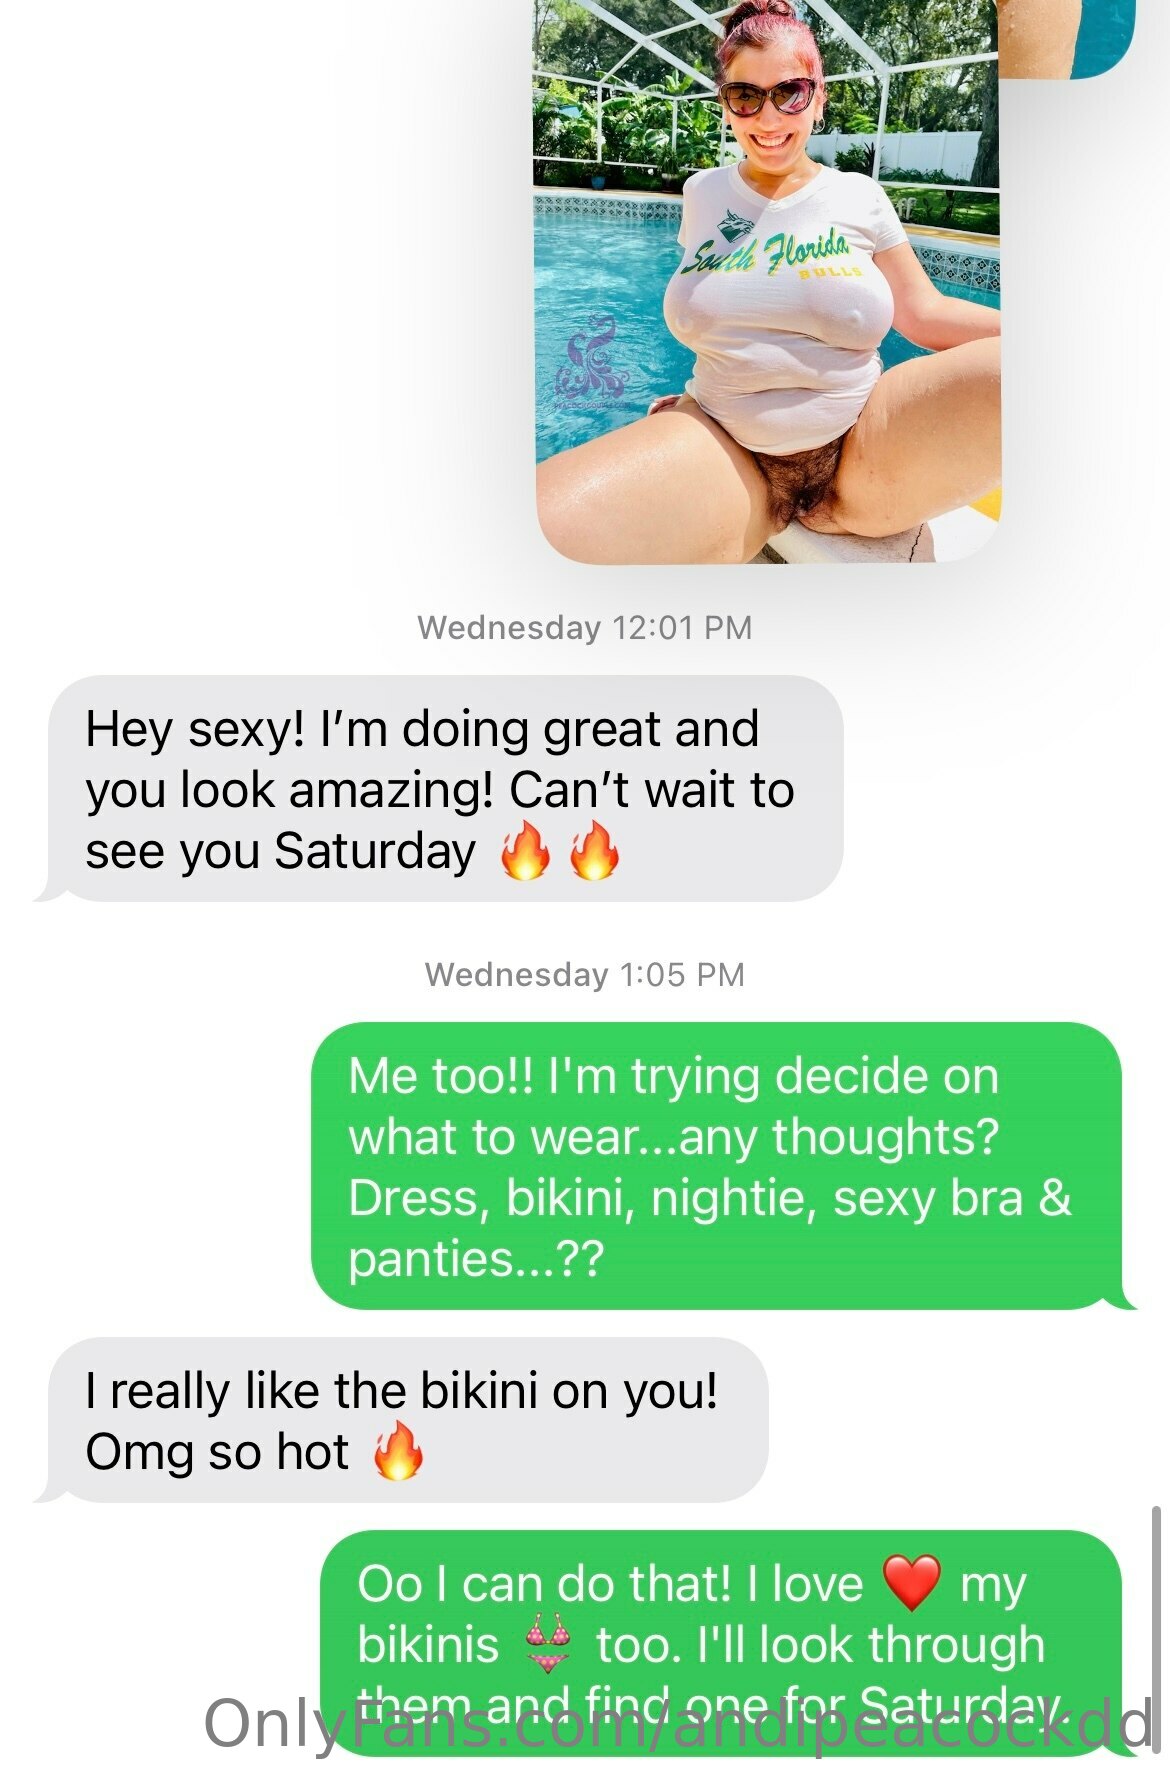 South Florida
BULLS
Wednesday 12:01 PM
Hey sexy! I’m doing great and
you look amazing! Can’t wait to
see you Saturday 🔥 🔥
Wednesday 1:05 PM
Me too!! I'm trying decide on
what to wear...any thoughts?
Dress, bikini, nightie, sexy bra &
panties...??
I really like the bikini on you!
Omg so hot 🔥
Oo I can do that! I love ❤️ my
bikinis 👙 too. I'll look through
them and find one for Saturday.
OnlyFans.com/andipeacockdd